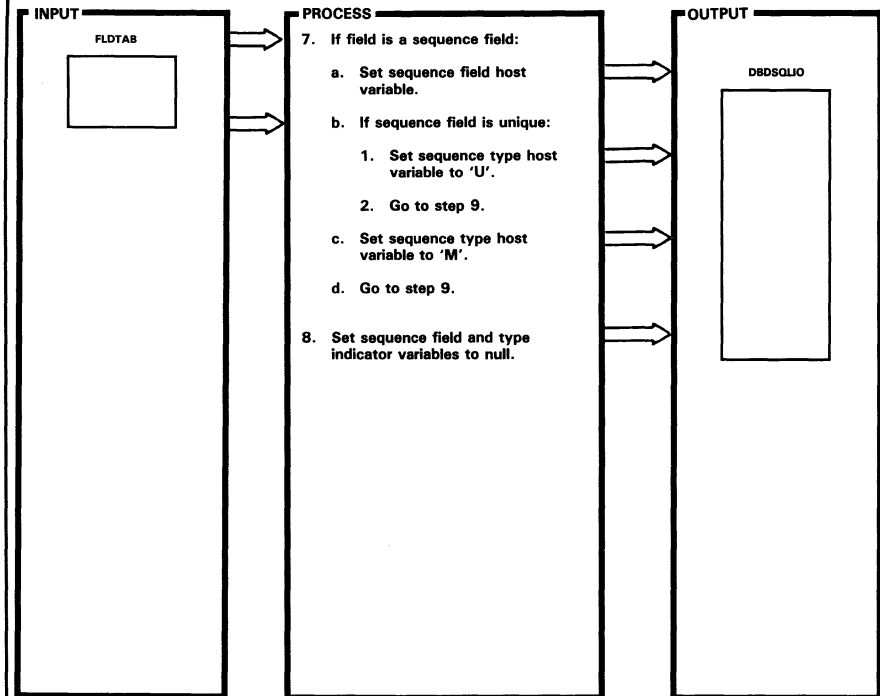 INPUT
FLDTAB
PROCESS
7. If field is a sequence field:
a. Set sequence field host
variable.
b. If sequence field is unique:
1. Set sequence type host
variable to 'U'.
2. Go to step 9.
c. Set sequence type host
variable to 'M'.
d. Go to step 9.
8. Set sequence field and type
indicator variables to null.
OUTPUT
DBDSQLIO